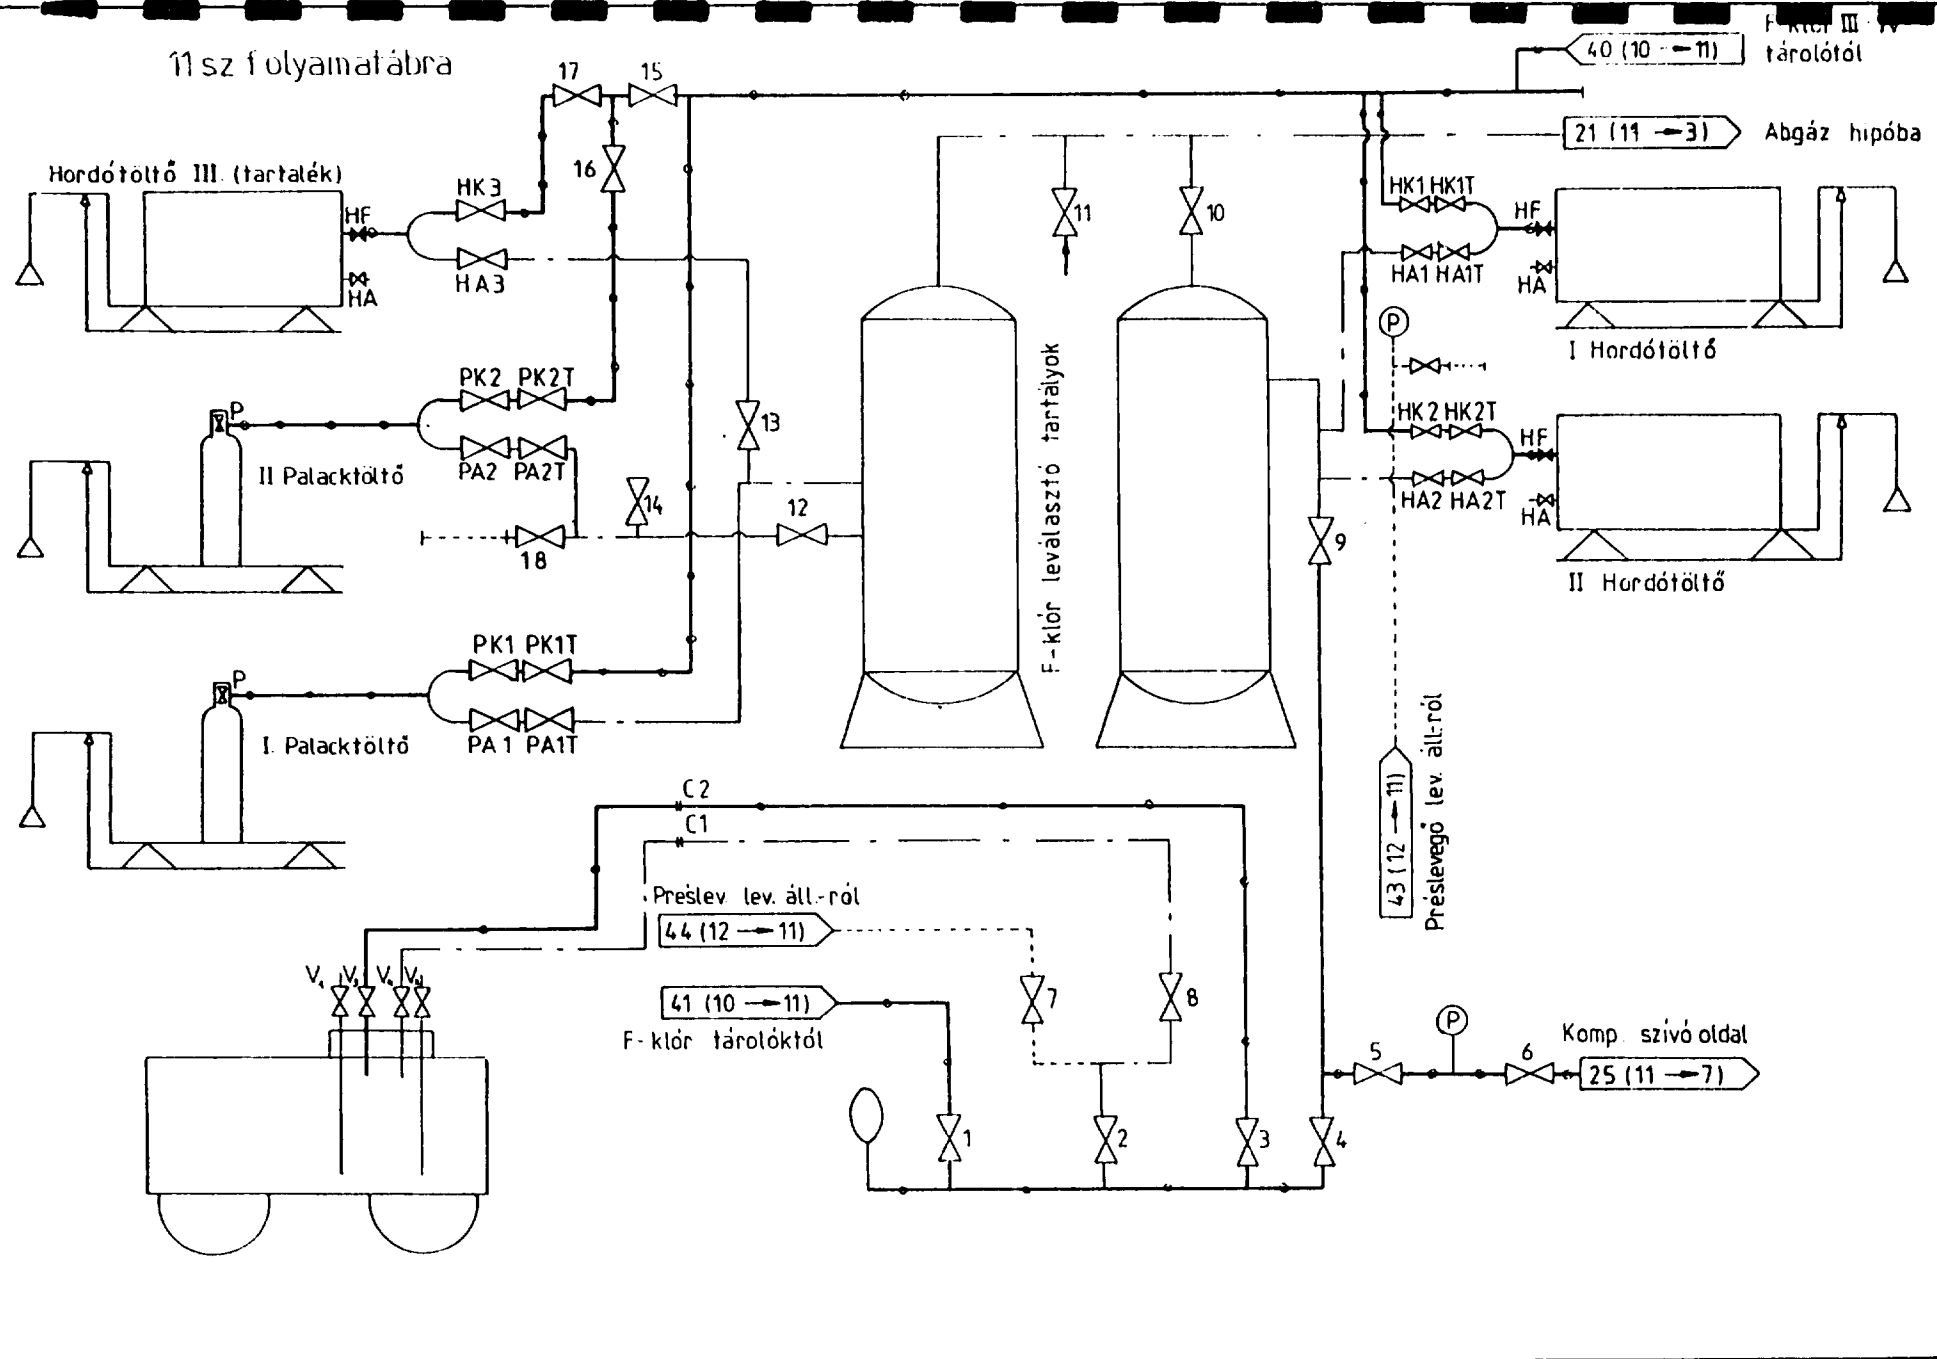 11 sz folyamatábra
17
15
40 (10 → 11)
tárolótól
21 (11 → 3)
Abgáz hipóba
Hordótöltő III. (tartalék)
16
HK3
HF
HA3
HA
11
10
HK1 HK1T
HF
HA1 HA1T
HA
P
I Hordótöltő
PK2 PK2T
P
13
PA2 PA2T
II Palacktöltő
14
12
18
F-klór leválasztó tartályok
HK2 HK2T
HF
HA2 HA2T
HA
9
II Hordótöltő
PK1 PK1T
P
I. Palacktöltő
PA1 PA1T
43 (12 → 11)
Préslevegő lev. áll-ról
C2
C1
Préslev. lev. áll.-ról
44 (12 → 11)
41 (10 → 11)
F-klór tárolóktól
7
8
P
5
6
Komp. szívó oldal
25 (11 → 7)
1
2
3
4